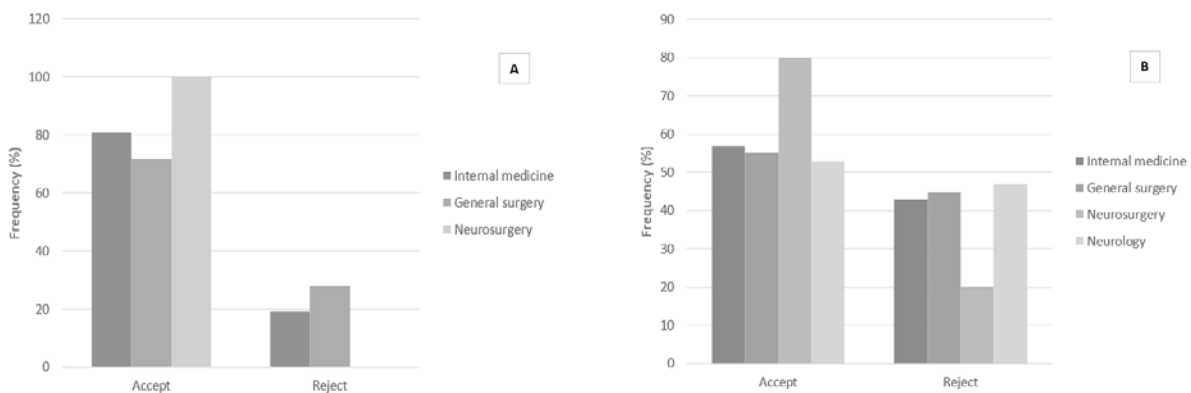 120
100
80
60
40
20
0
Frequency (%)
Accept
Reject
A
Internal medicine
General surgery
Neurosurgery
90
80
70
60
50
40
30
20
10
0
Frequency (%)
Accept
Reject
B
Internal medicine
General surgery
Neurosurgery
Neurology